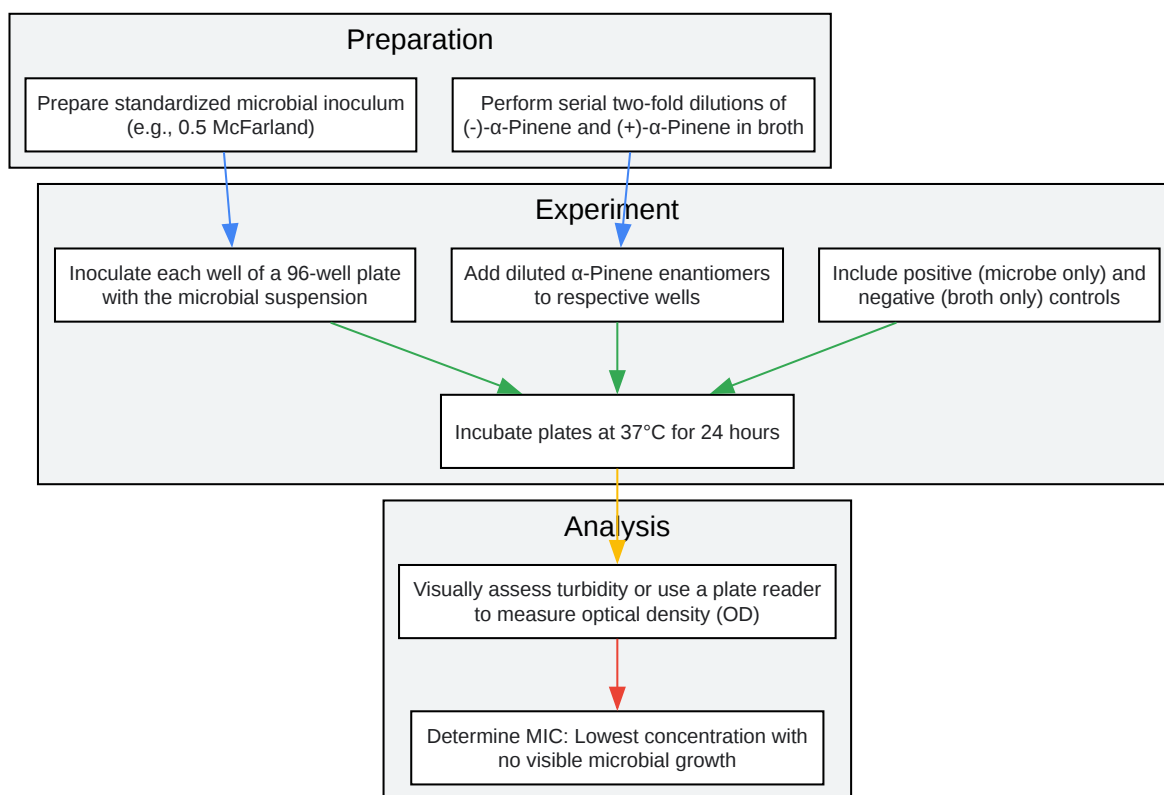 Preparation
Prepare standardized microbial inoculum
(e.g., 0.5 McFarland)
Perform serial two-fold dilutions of
(-)-α-Pinene and (+)-α-Pinene in broth
Experiment
Inoculate each well of a 96-well plate
with the microbial suspension
Add diluted α-Pinene enantiomers
to respective wells
Include positive (microbe only) and
negative (broth only) controls
Incubate plates at 37°C for 24 hours
Analysis
Visually assess turbidity or use a plate reader
to measure optical density (OD)
Determine MIC: Lowest concentration with
no visible microbial growth